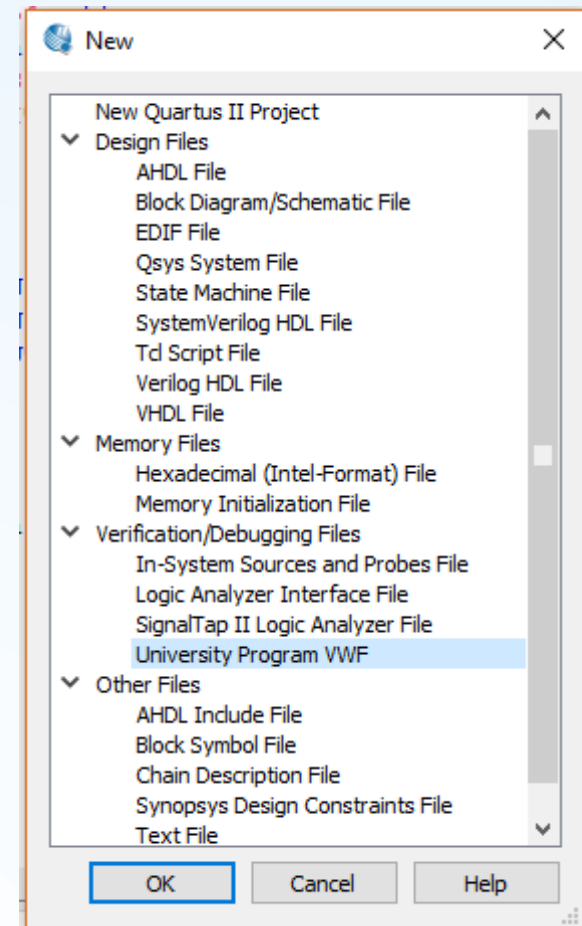 New
New Quartus II Project
Design Files
AHDL File
Block Diagram/Schematic File
EDIF File
Qsys System File
State Machine File
SystemVerilog HDL File
Tcl Script File
Verilog HDL File
VHDL File
Memory Files
Hexadecimal (Intel-Format) File
Memory Initialization File
Verification/Debugging Files
In-System Sources and Probes File
Logic Analyzer Interface File
SignalTap II Logic Analyzer File
University Program VWF
Other Files
AHDL Include File
Block Symbol File
Chain Description File
Synopsys Design Constraints File
Text File
OK Cancel Help